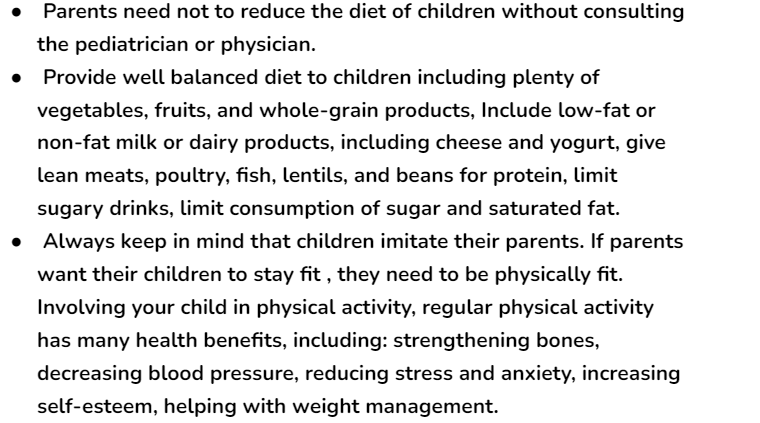 ● Parents need not to reduce the diet of children without consulting
the pediatrician or physician.
● Provide well balanced diet to children including plenty of
vegetables, fruits, and whole-grain products, Include low-fat or
non-fat milk or dairy products, including cheese and yogurt, give
lean meats, poultry, fish, lentils, and beans for protein, limit
sugary drinks, limit consumption of sugar and saturated fat.
● Always keep in mind that children imitate their parents. If parents
want their children to stay fit , they need to be physically fit.
Involving your child in physical activity, regular physical activity
has many health benefits, including: strengthening bones,
decreasing blood pressure, reducing stress and anxiety, increasing
self-esteem, helping with weight management.